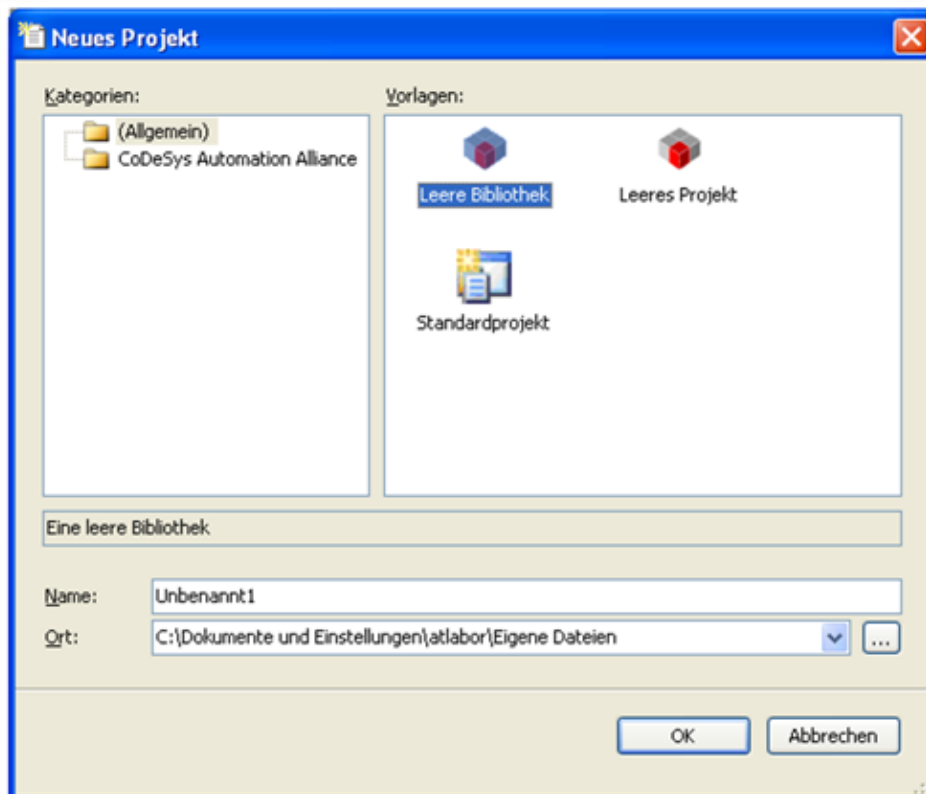 Neues Projekt
Kategorien:
Vorlagen:
(Allgemein)
CoDeSys Automation Alliance
Leere Bibliothek
Leeres Projekt
Standardprojekt
Eine leere Bibliothek
Name:
Unbenannt1
Ort:
C:\Dokumente und Einstellungen\atlabor\Eigene Dateien
...
OK
Abbrechen